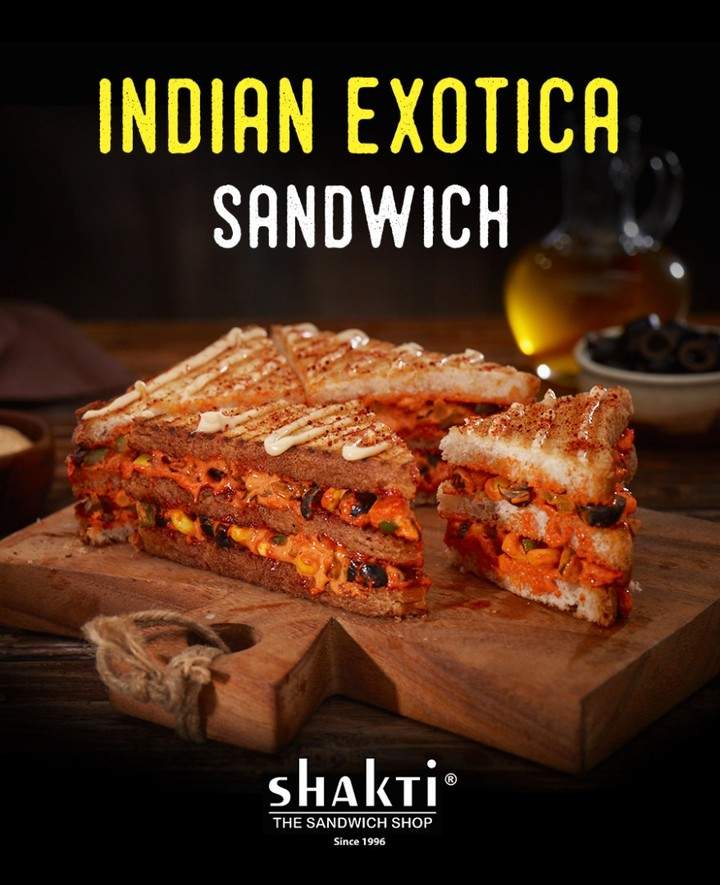 INDIAN EXOTICA
SANDWICH
shakti®
THE SANDWICH SHOP
Since 1996